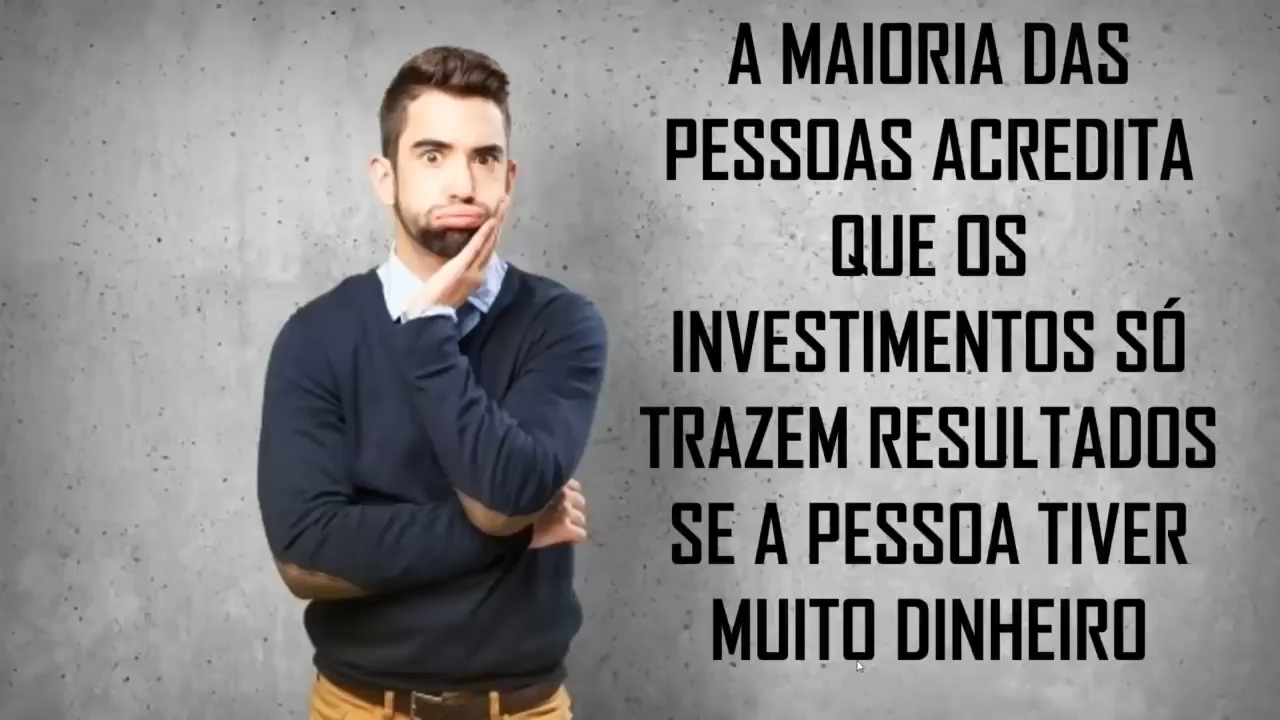 A MAIORIA DAS
PESSOAS ACREDITA
QUE OS
INVESTIMENTOS SÓ
TRAZEM RESULTADOS
SE A PESSOA TIVER
MUITO DINHEIRO